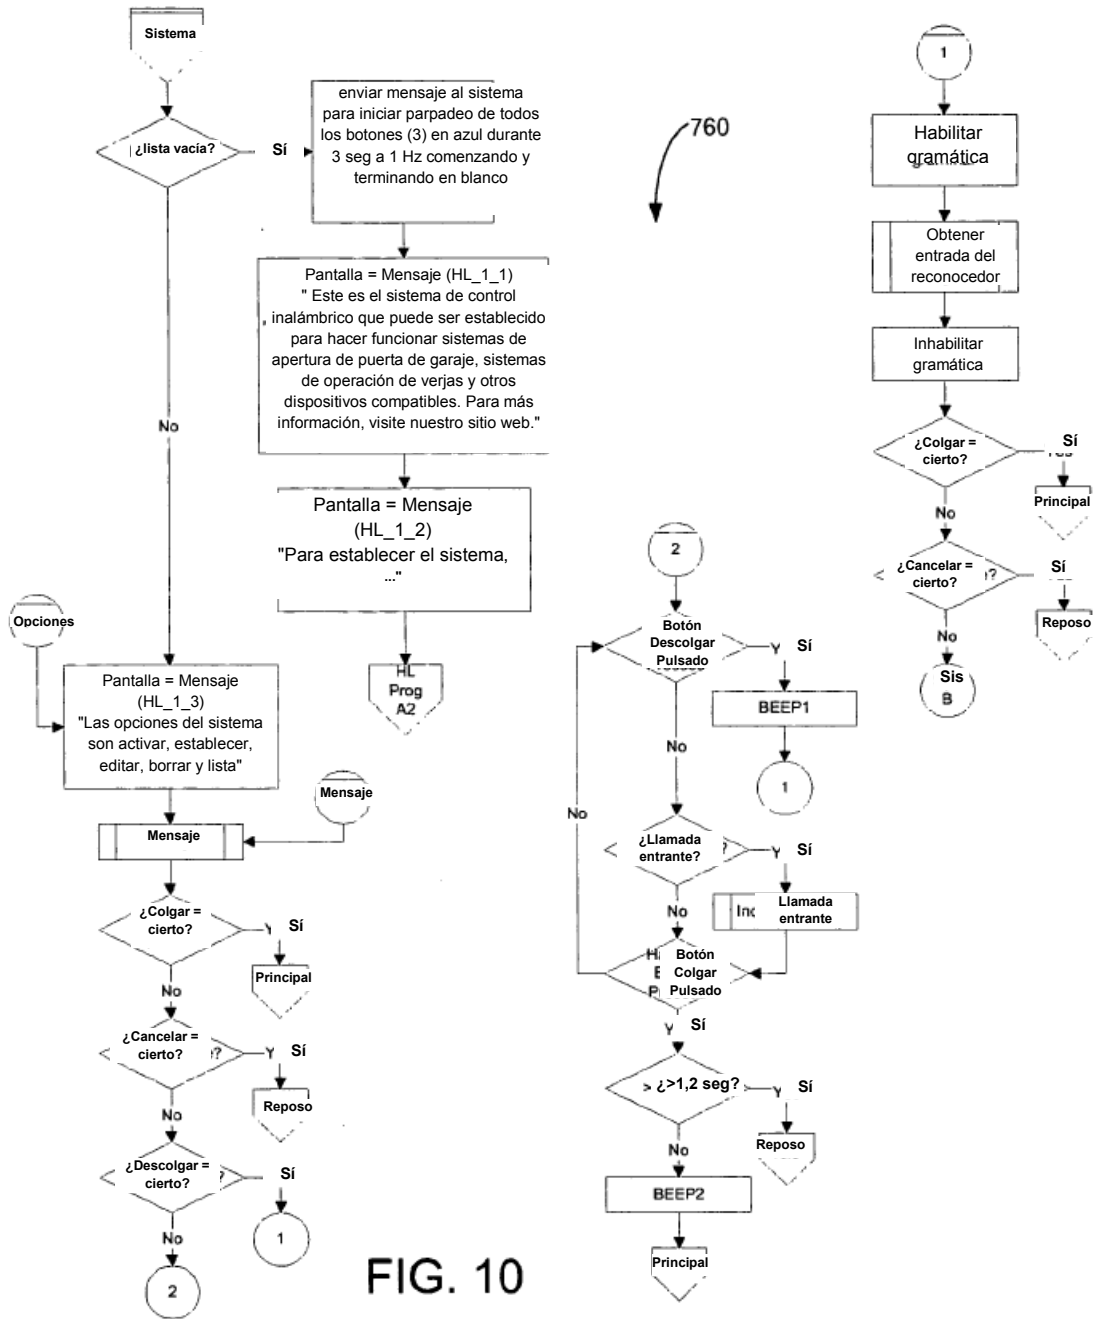 Sistema
¿lista vacía?
Sí
enviar mensaje al sistema
para iniciar parpadeo de todos
los botones (3) en azul durante
3 seg a 1 Hz comenzando y
terminando en blanco
Pantalla = Mensaje (HL_1_1)
" Este es el sistema de control
inalámbrico que puede ser establecido
para hacer funcionar sistemas de
apertura de puerta de garaje, sistemas
de operación de verjas y otros
dispositivos compatibles. Para más
información, visite nuestro sitio web."
No
Pantalla = Mensaje
(HL_1_2)
"Para establecer el sistema,
..."
HL
Prog
A2
Opciones
Pantalla = Mensaje
(HL_1_3)
"Las opciones del sistema
son activar, establecer,
editar, borrar y lista"
Mensaje
Mensaje
¿Colgar =
cierto?
Y Sí
Principal
No
¿Cancelar =
cierto? ?
Y Sí
Reposo
No
¿Descolgar =
cierto? ?
Sí
1
No
2
760
1
Habilitar
gramática
Obtener
entrada del
reconocedor
Inhabilitar
gramática
¿Colgar =
cierto?
Sí
Principal
No
¿Cancelar =
cierto? ?
Sí
Reposo
No
Sis
B
2
Botón
Descolgar
Pulsado
Y Sí
BEEP1
1
No
No
¿Llamada
entrante? ?
Y Sí
Inc Llamada
entrante
No
Botón
Colgar
Pulsado
Y Sí
> ¿>1,2 seg?
Y Sí
Reposo
No
BEEP2
Principal
FIG. 10